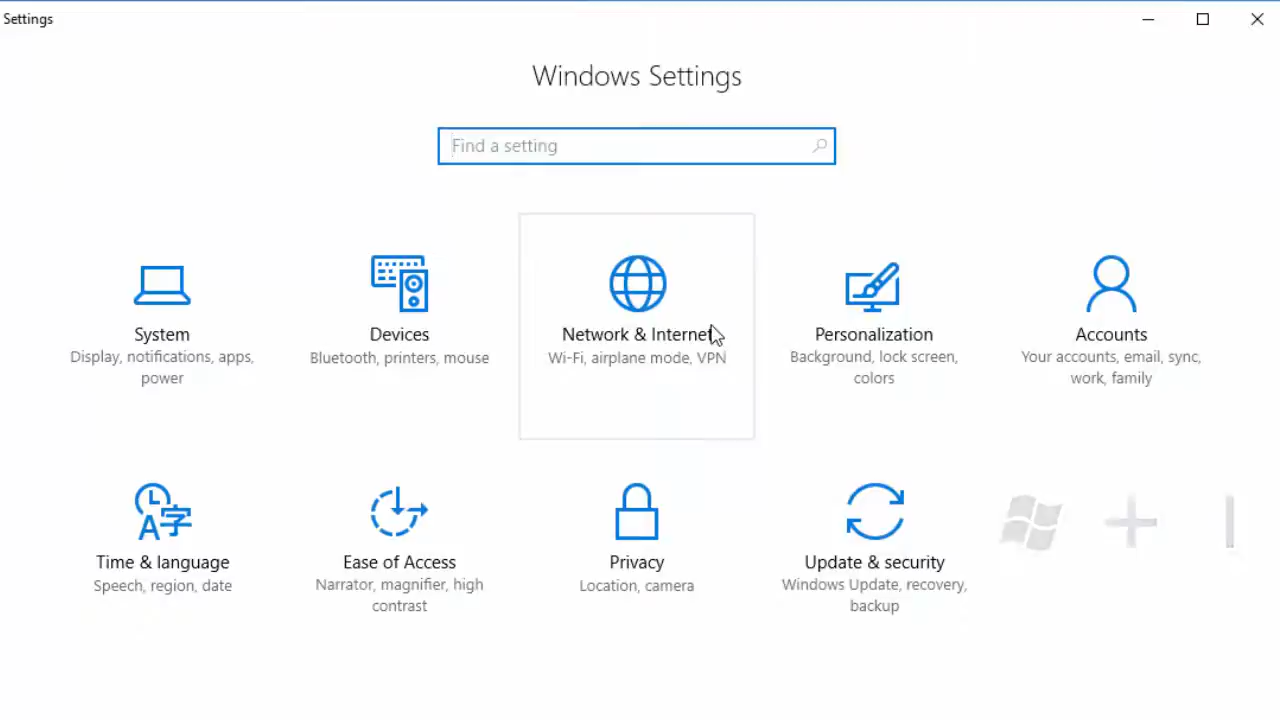 Settings
Windows Settings
Find a setting
System
Display, notifications, apps,
power
Devices
Bluetooth, printers, mouse
Network & Internet
Wi-Fi, airplane mode, VPN
Personalization
Background, lock screen,
colors
Accounts
Your accounts, email, sync,
work, family
Time & language
Speech, region, date
Ease of Access
Narrator, magnifier, high
contrast
Privacy
Location, camera
Update & security
Windows Update, recovery,
backup
+ I